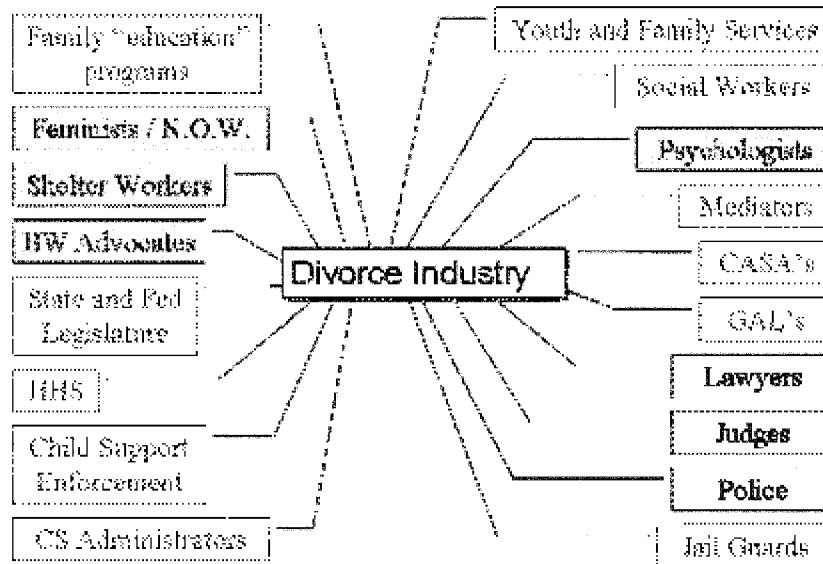 Family "education"
programs
Feminists / N.O.W.
Shelter Workers
BW Advocates
State and Fed
Legislature
HHS
Child Support
Enforcement
CS Administrators
Divorce Industry
Youth and Family Services
Social Workers
Psychologists
Mediators
CASA's
GAL's
Lawyers
Judges
Police
Jail Guards